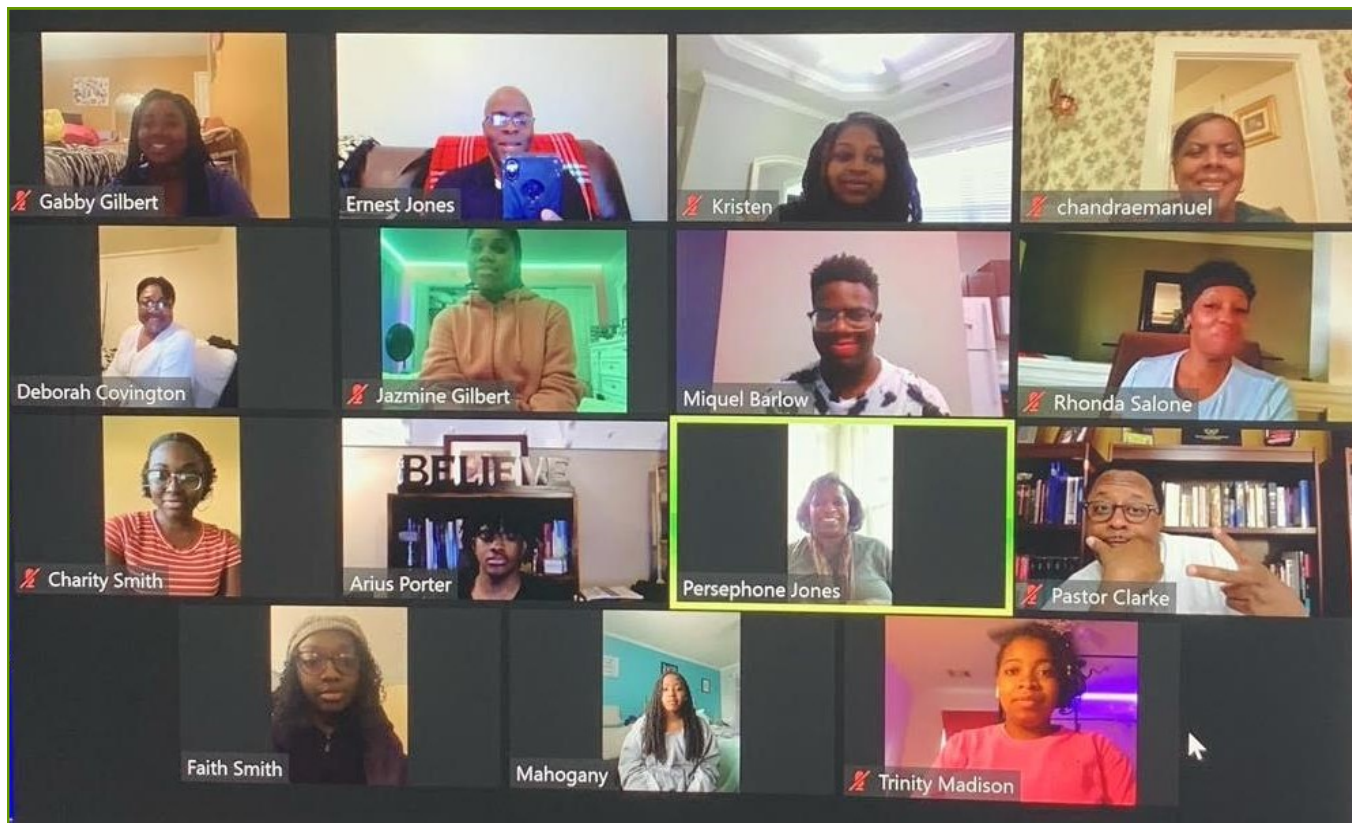 Gabby Gilbert
Ernest Jones
Kristen
chandraemanuel
Deborah Covington
Jazmine Gilbert
Miquel Barlow
Rhonda Salone
Charity Smith
BELIEVE
Arius Porter
Persephone Jones
Pastor Clarke
Faith Smith
Mahogany
Trinity Madison